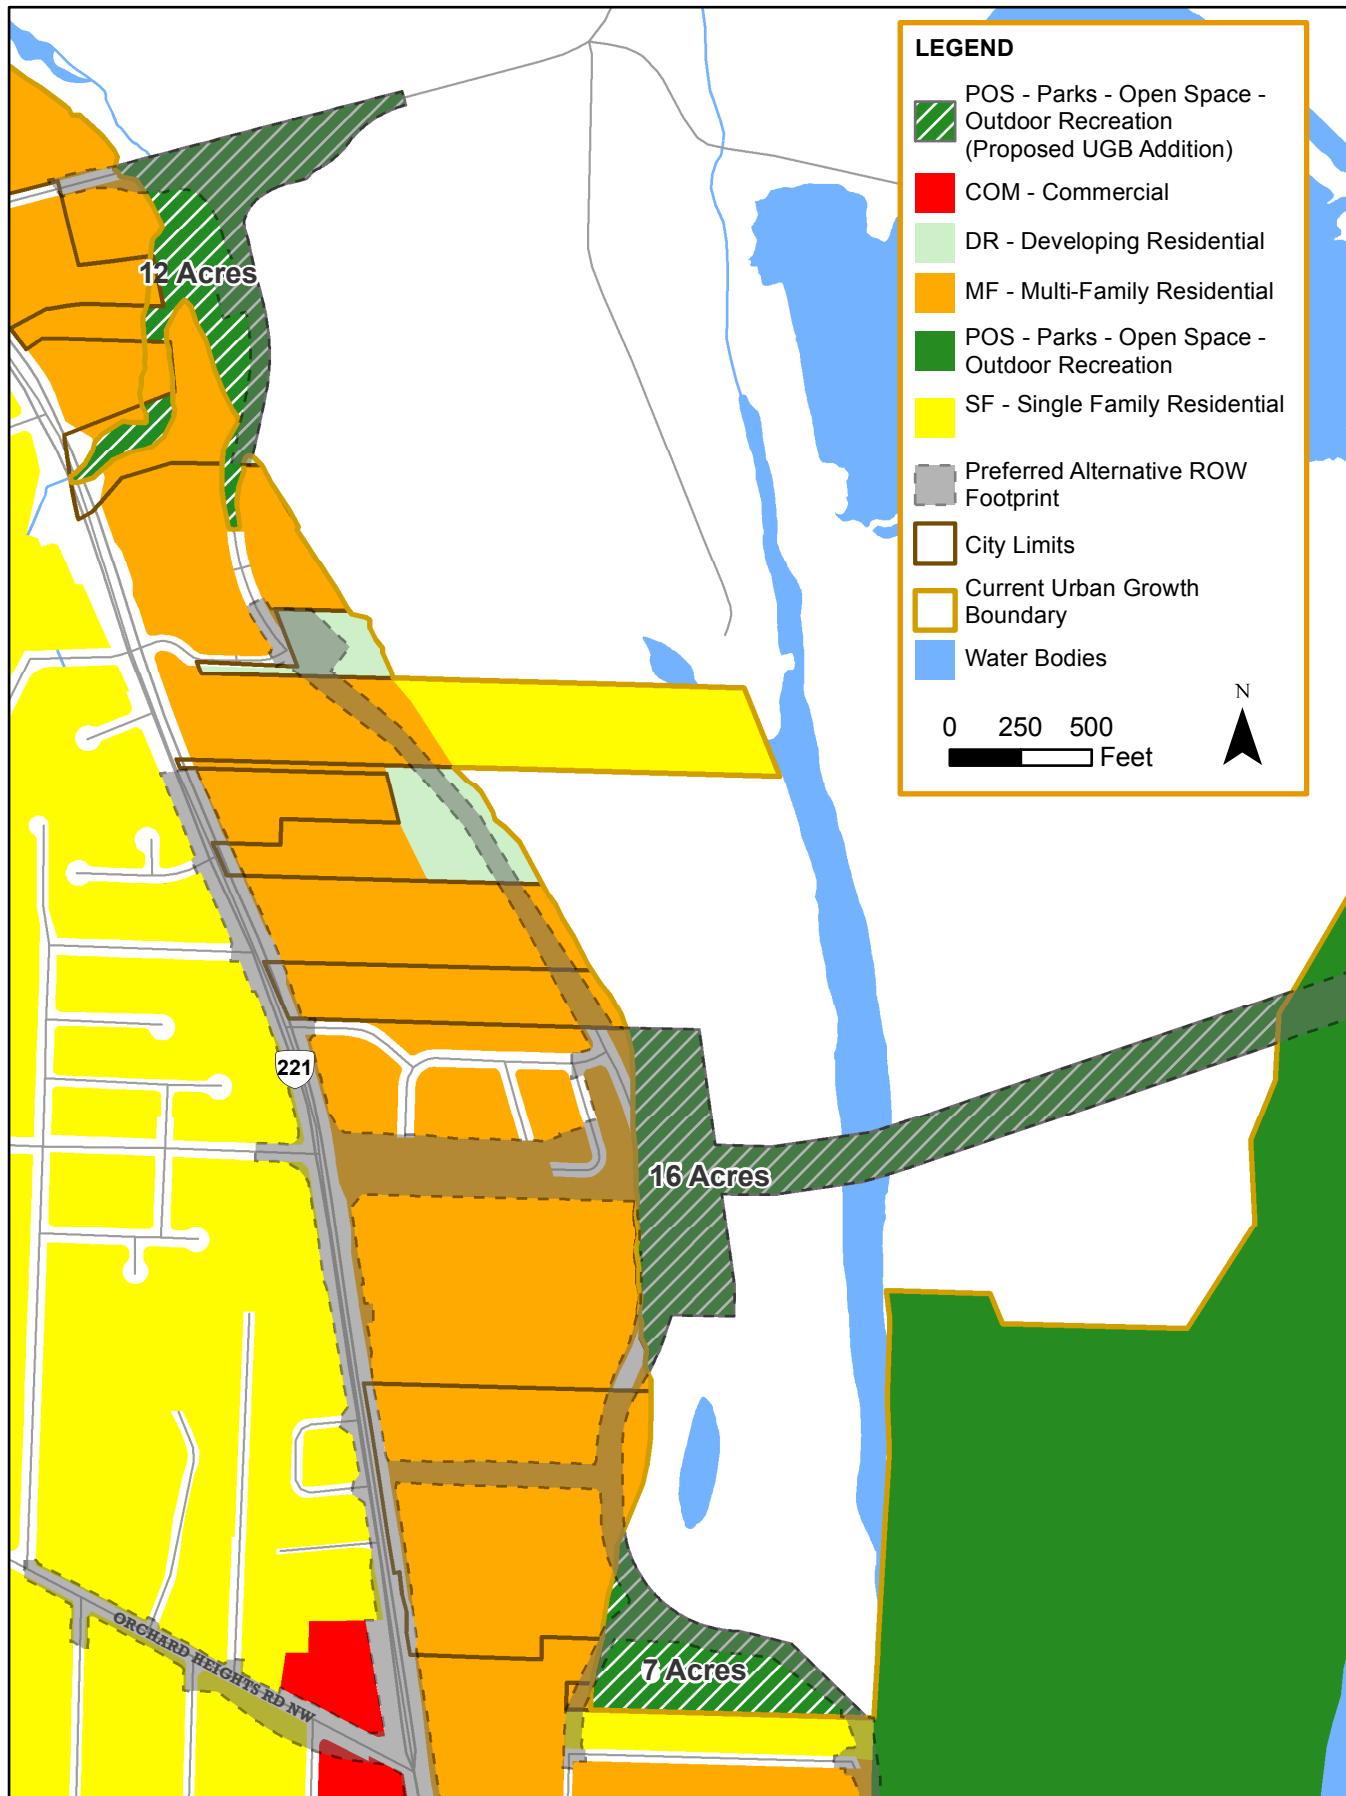 LEGEND
POS - Parks - Open Space -
Outdoor Recreation
(Proposed UGB Addition)
COM - Commercial
DR - Developing Residential
MF - Multi-Family Residential
POS - Parks - Open Space -
Outdoor Recreation
SF - Single Family Residential
Preferred Alternative ROW
Footprint
City Limits
Current Urban Growth
Boundary
Water Bodies
N
0 250 500
Feet
12 Acres
221
16 Acres
7 Acres
ORCHARD HEIGHTS RD NW